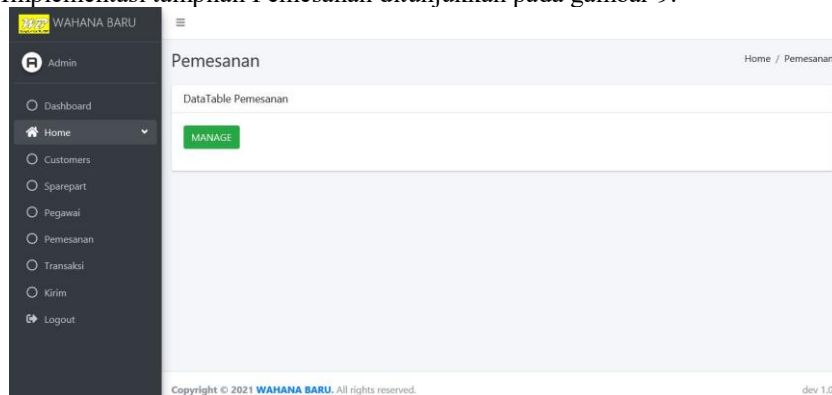 Implementasi tampilan Pemesanan ditunjukkan pada gambar 9.
WAHANA BARU
Admin
Pemesanan
Home / Pemesanan
DataTable Pemesanan
MANAGE
Dashboard
Home
Customers
Sparepart
Pegawai
Pemesanan
Transaksi
Kirim
Logout
Copyright © 2021 WAHANA BARU. All rights reserved.
dev 1.0